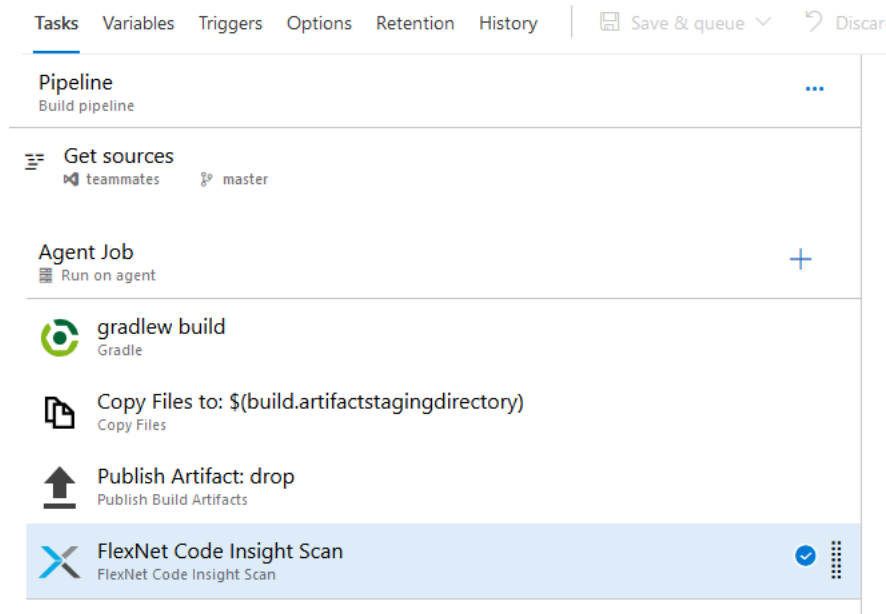 Tasks Variables Triggers Options Retention History Save & queue
Pipeline
Build pipeline
Get sources
teammates master
Agent Job
Run on agent
gradlew build
Gradle
Copy Files to: $(build.artifactstagingdirectory)
Copy Files
Publish Artifact: drop
Publish Build Artifacts
FlexNet Code Insight Scan
FlexNet Code Insight Scan